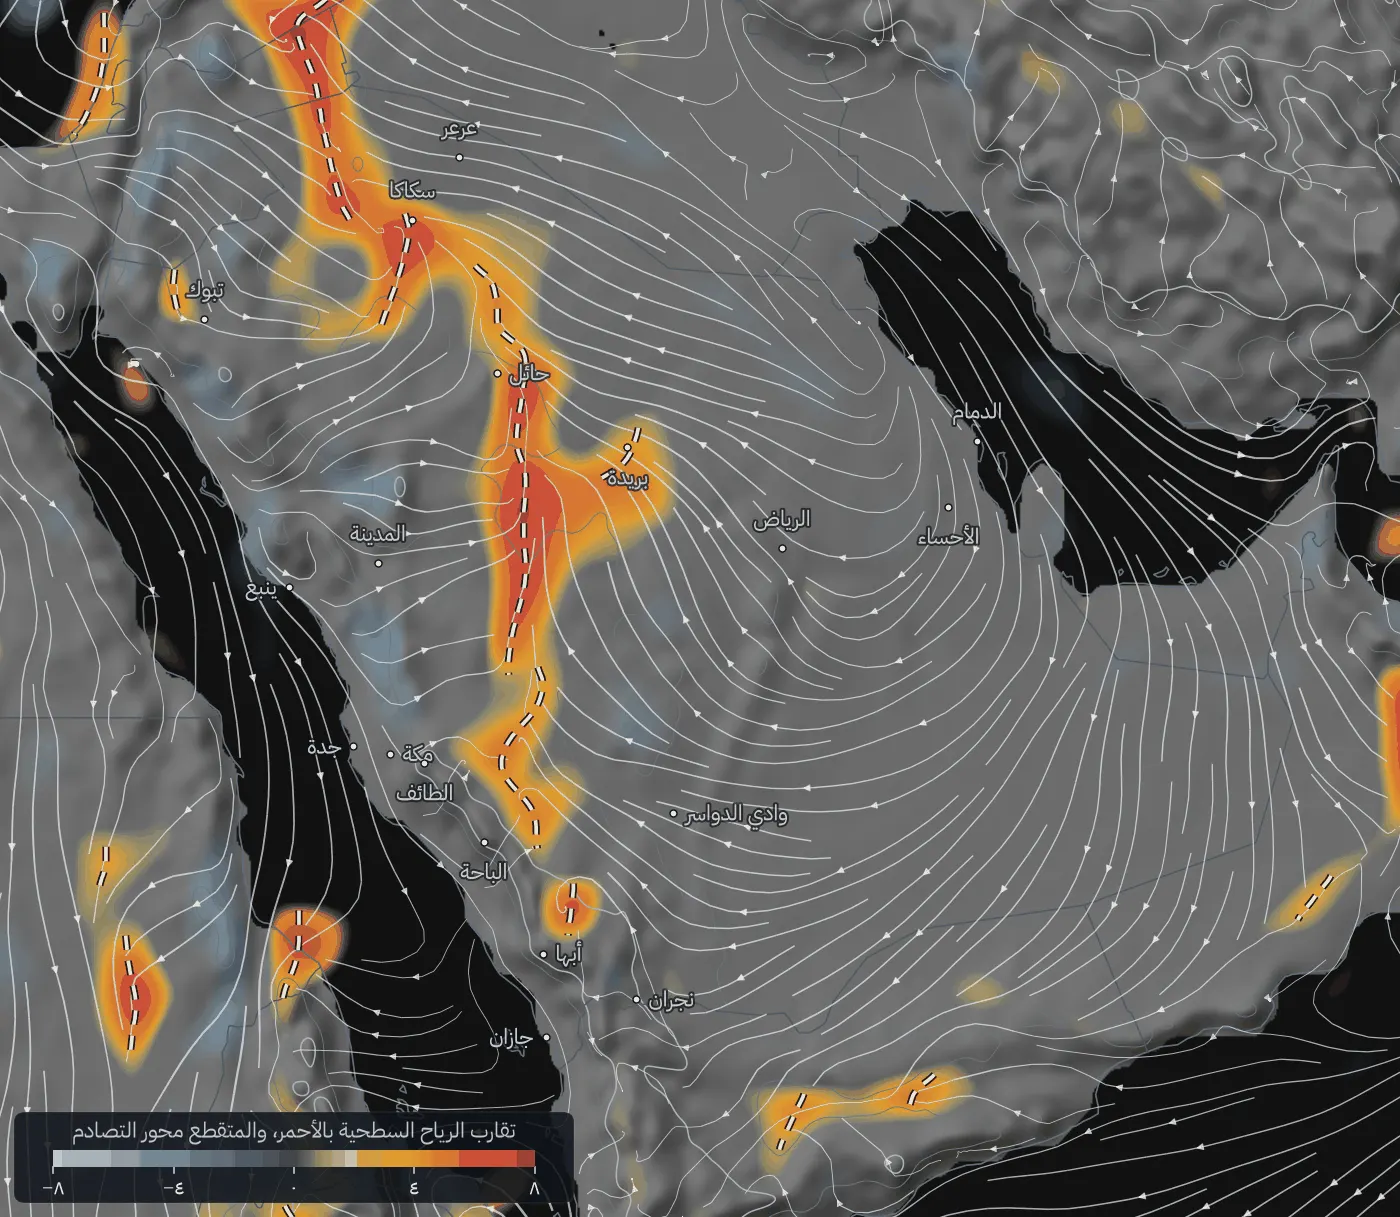 عرعر
سكاكا
تبوك
حائل
الدمام
بريدة
الرياض
المدينة
الأحساء
ينبع
جدة
مكة
الطائف
وادي الدواسر
الباحة
أبها
نجران
جازان
تقارب الرياح السطحية بالأحمر، والمتقطع محور التصادم
−٨ −٤ ٠ ٤ ٨